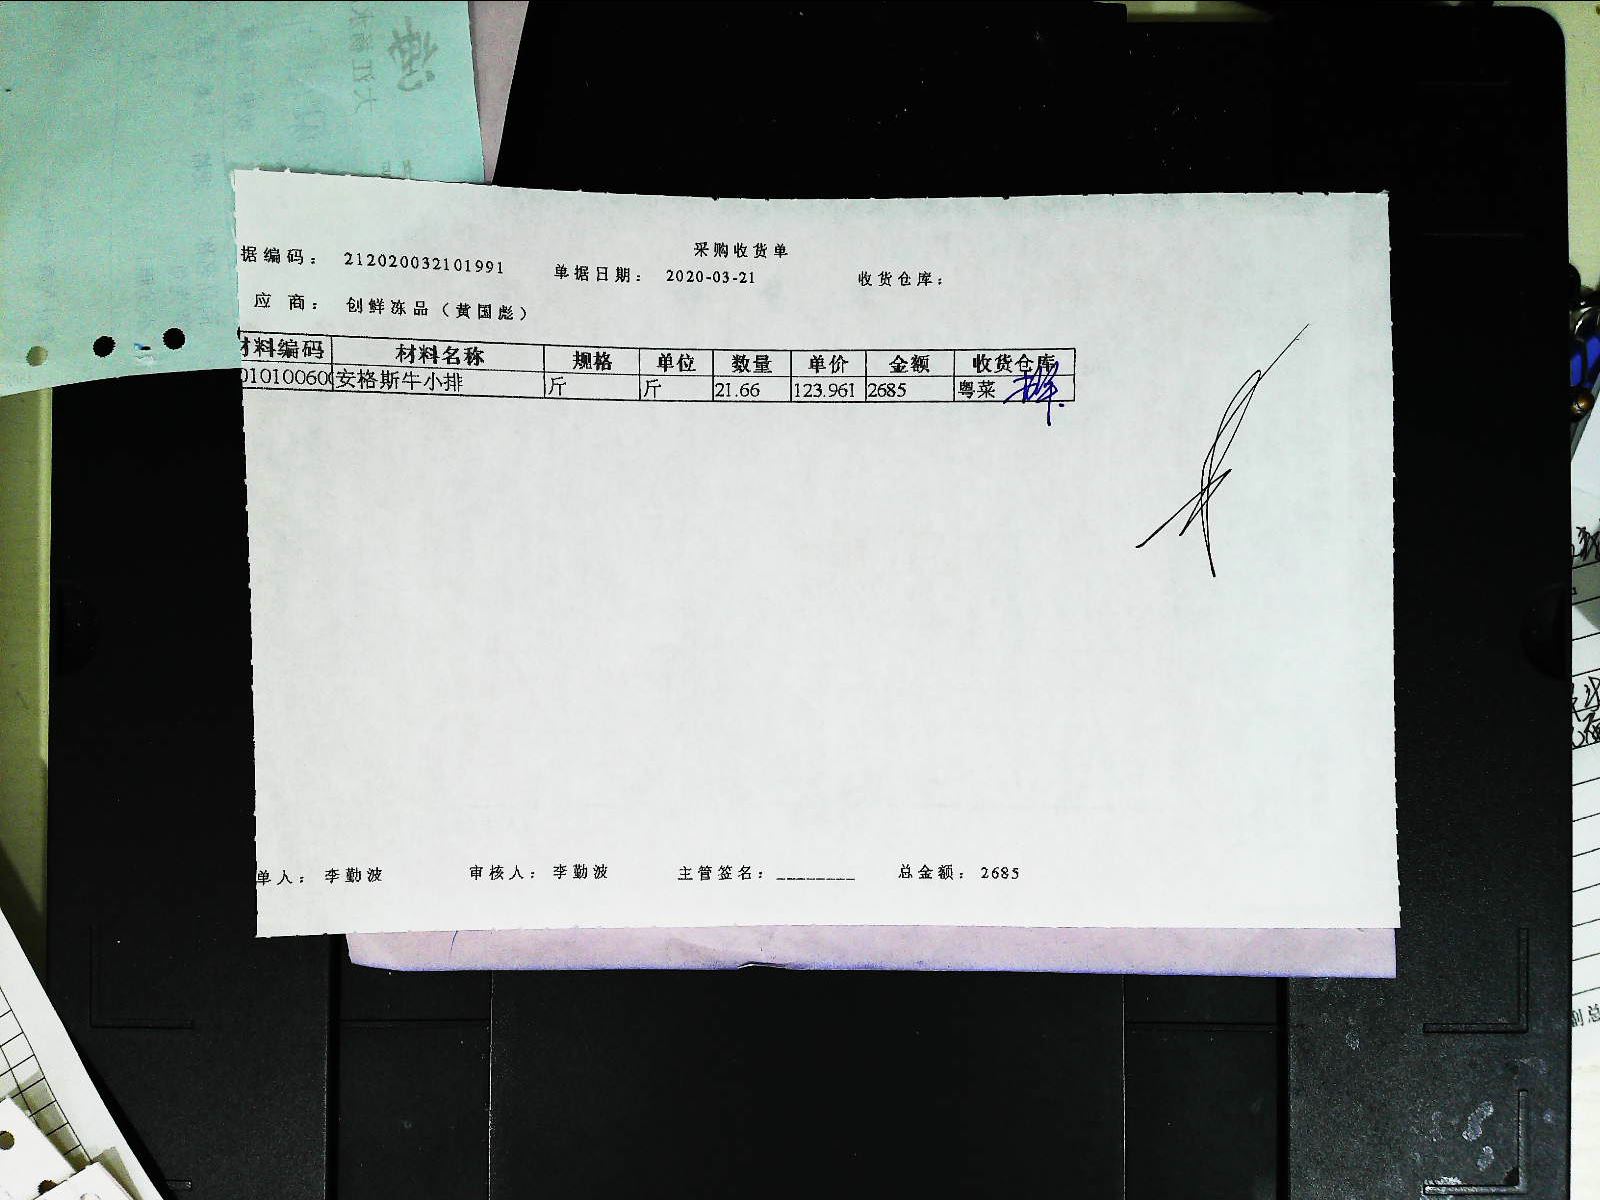 采购收货单
据编码： 212020032101991 单据日期： 2020-03-21 收货仓库：
应 商： 创鲜冻品（黄国彪）
材料编码 材料名称 规格 单位 数量 单价 金额 收货仓库
01010060 安格斯牛小排 斤 斤 21.66 123.961 2685 粤菜
单人： 李勤波 审核人： 李勤波 主管签名：________ 总金额： 2685
副总